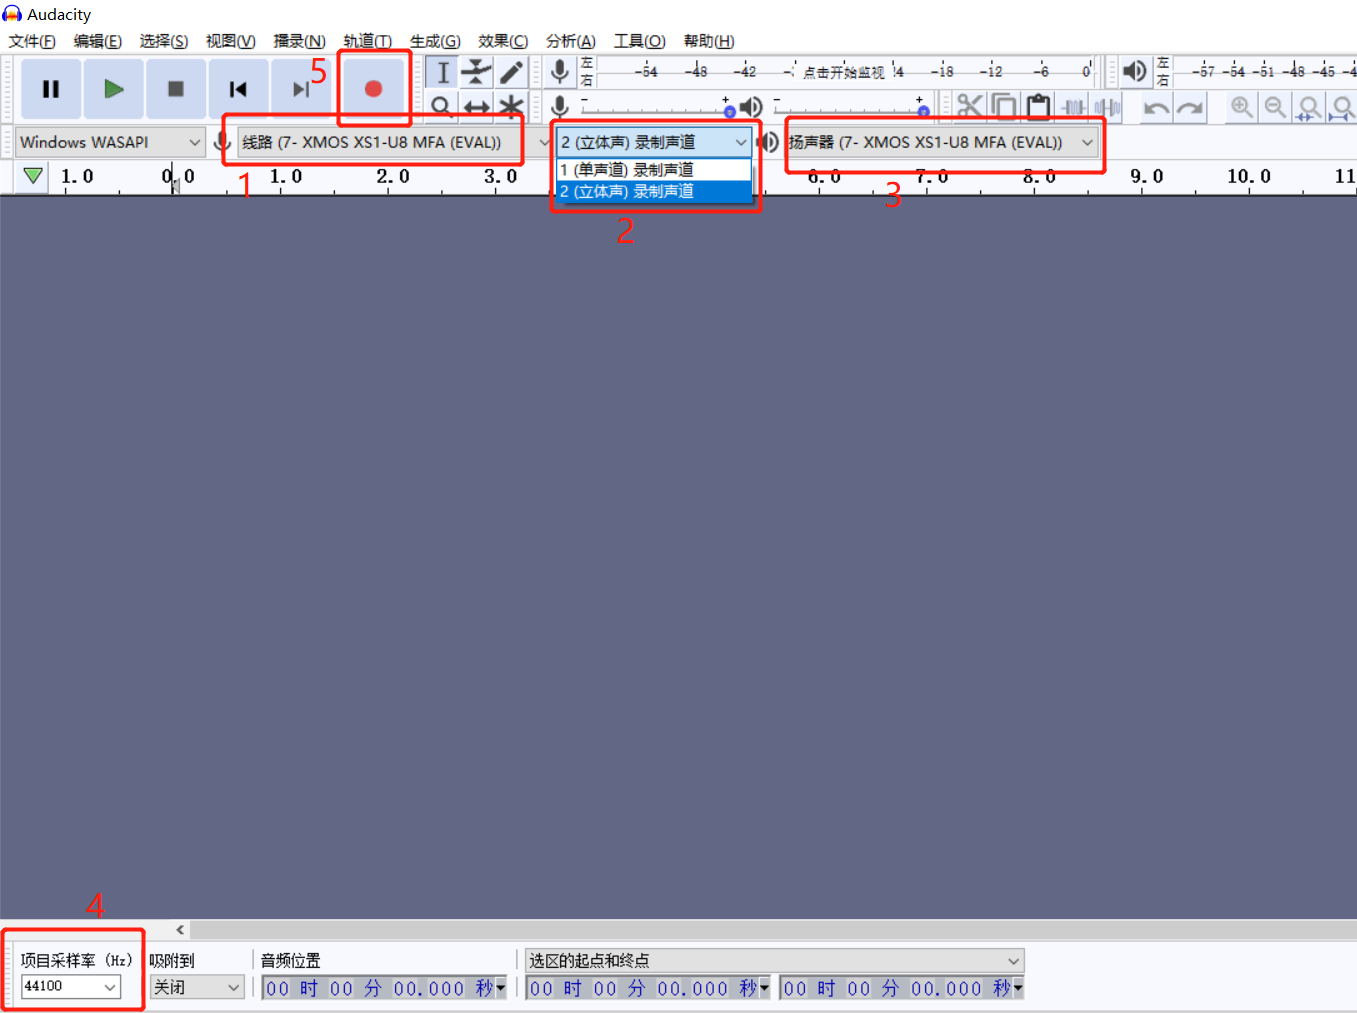 Audacity
文件(F) 编辑(E) 选择(S) 视图(V) 播录(N) 轨道(T) 生成(G) 效果(C) 分析(A) 工具(O) 帮助(H)
5
左
右
-54 -48 -42 点击开始监视 -18 -12 -6 0
左
右
-57 -54 -51 -48 -45
Windows WASAPI
线路 (7- XMOS XS1-U8 MFA (EVAL))
2 (立体声) 录制声道
扬声器 (7- XMOS XS1-U8 MFA (EVAL))
1 (单声道) 录制声道
2 (立体声) 录制声道
1.0 0.0 1.0 2.0 3.0 6.0 7.0 8.0 9.0 10.0 11
1
2
3
4
项目采样率 (Hz) 吸附到 音频位置 选区的起点和终点
44100 关闭 00 时 00 分 00.000 秒 00 时 00 分 00.000 秒 00 时 00 分 00.000 秒